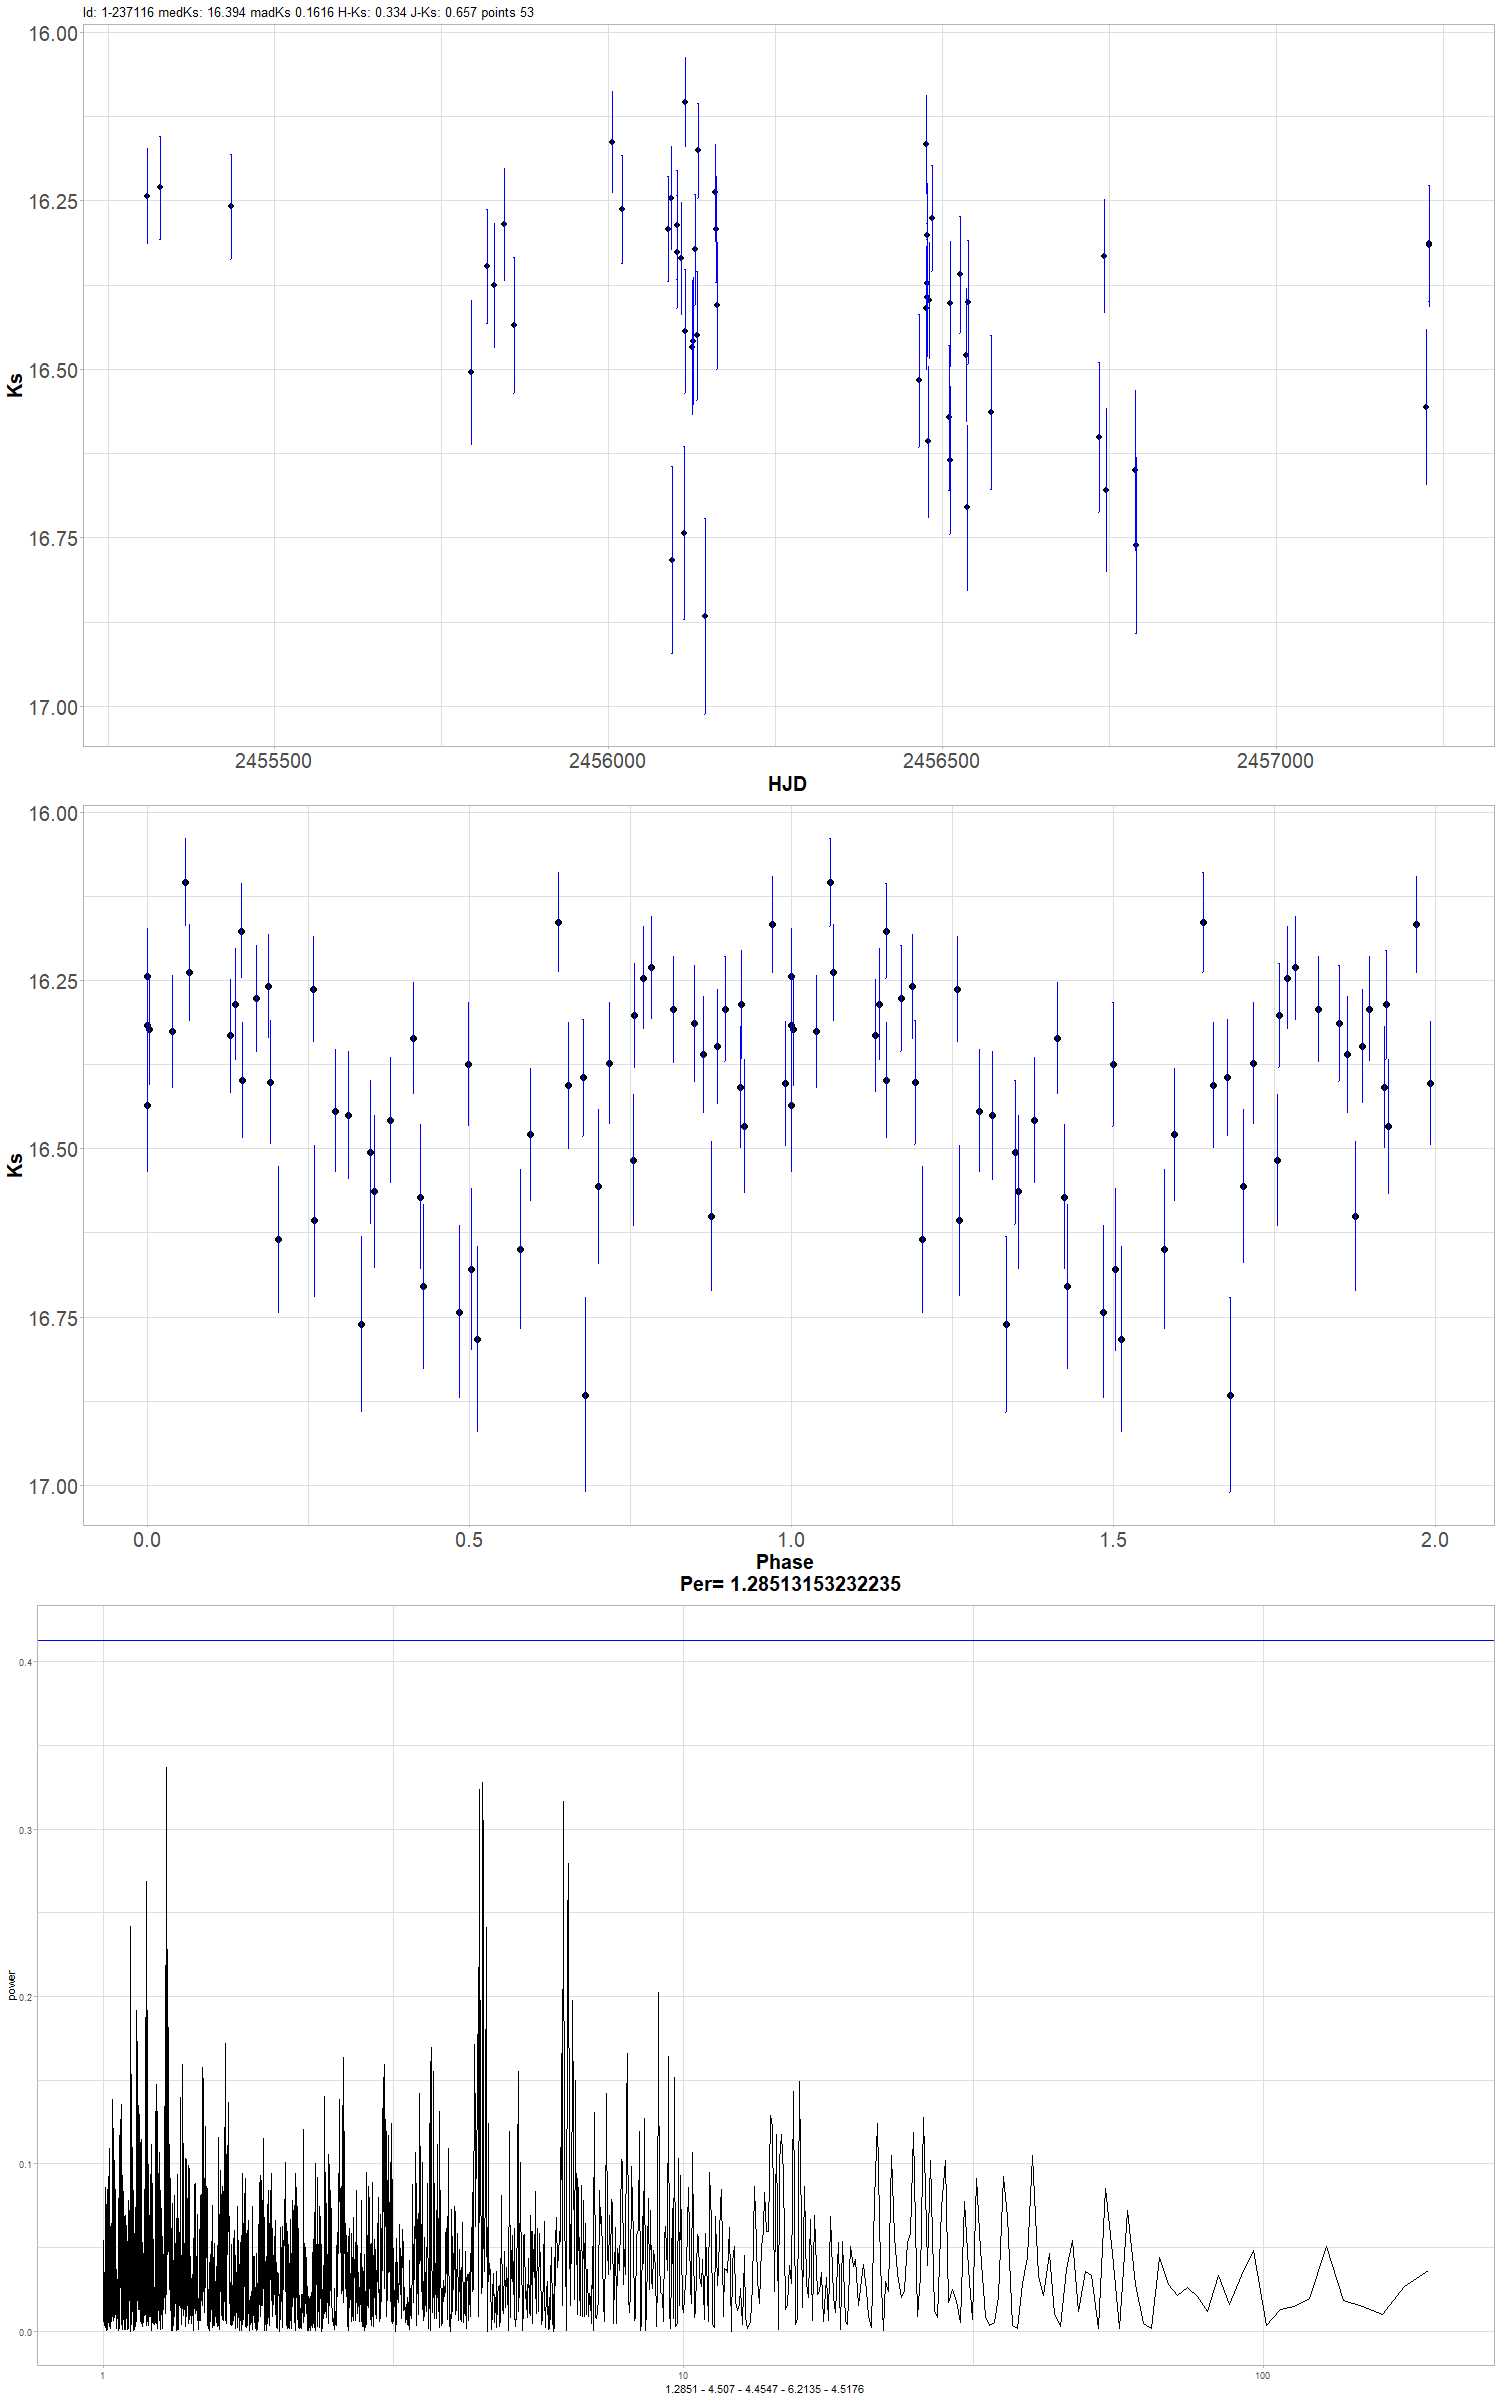 Id: 1-237116 medKs: 16.394 madKs 0.1616 H-Ks: 0.334 J-Ks: 0.657 points 53
16.00
16.25
16.50
16.75
17.00
Ks
2455500 2456000 2456500 2457000
HJD
16.00
16.25
16.50
16.75
17.00
Ks
0.0 0.5 1.0 1.5 2.0
Phase
Per= 1.28513153232235
0.4
0.3
0.2
0.1
0.0
power
1 10 100
1.2851 - 4.507 - 4.4547 - 6.2135 - 4.5176